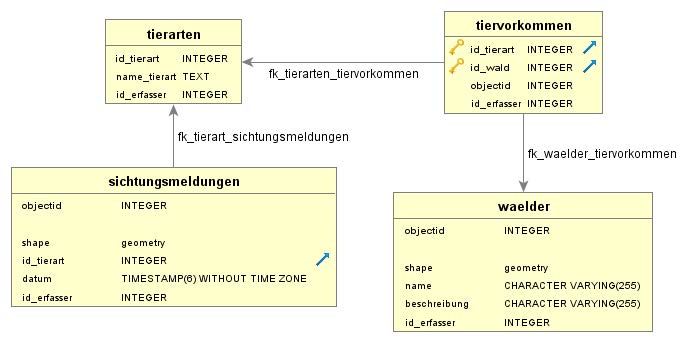 tierarten
id_tierart INTEGER
name_tierart TEXT
id_erfasser INTEGER
tiervorkommen
id_tierart INTEGER
id_wald INTEGER
objectid INTEGER
id_erfasser INTEGER
fk_tierarten_tiervorkommen
fk_tierart_sichtungsmeldungen
fk_waelder_tiervorkommen
sichtungsmeldungen
objectid INTEGER
shape geometry
id_tierart INTEGER
datum TIMESTAMP(6) WITHOUT TIME ZONE
id_erfasser INTEGER
waelder
objectid INTEGER
shape geometry
name CHARACTER VARYING(255)
beschreibung CHARACTER VARYING(255)
id_erfasser INTEGER